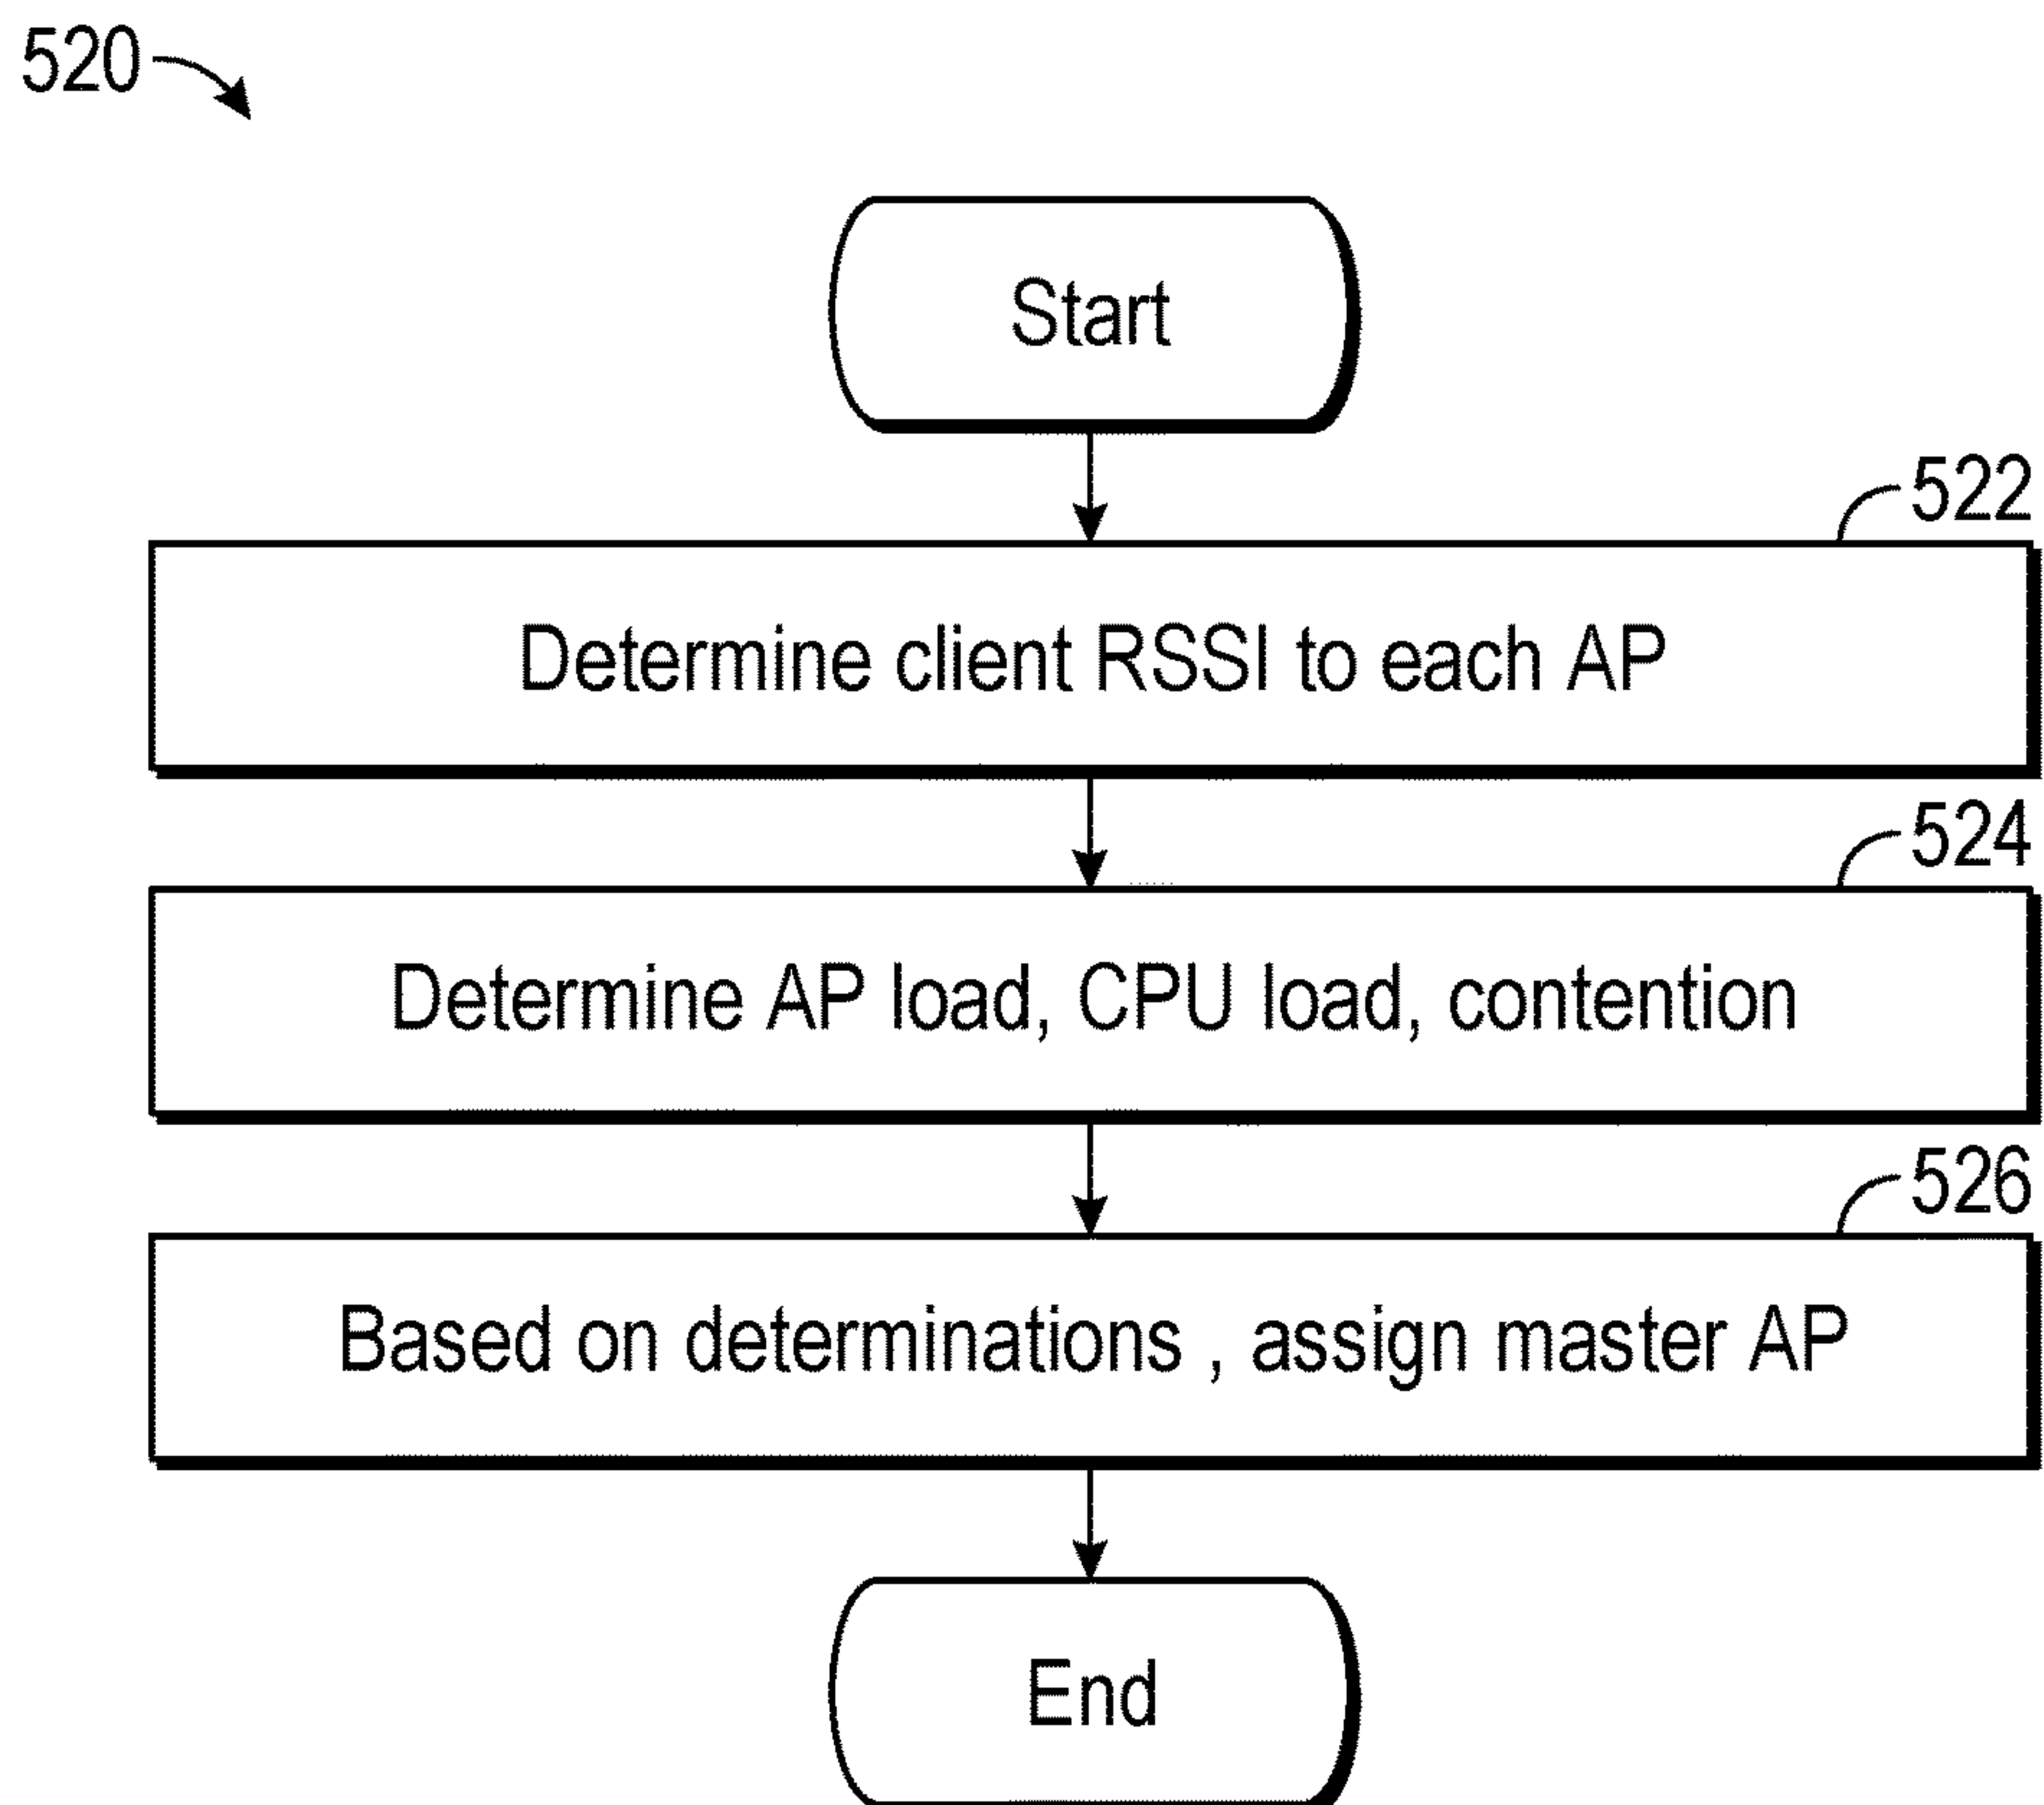 520
Start
522
Determine client RSSI to each AP
524
Determine AP load, CPU load, contention
526
Based on determinations , assign master AP
End